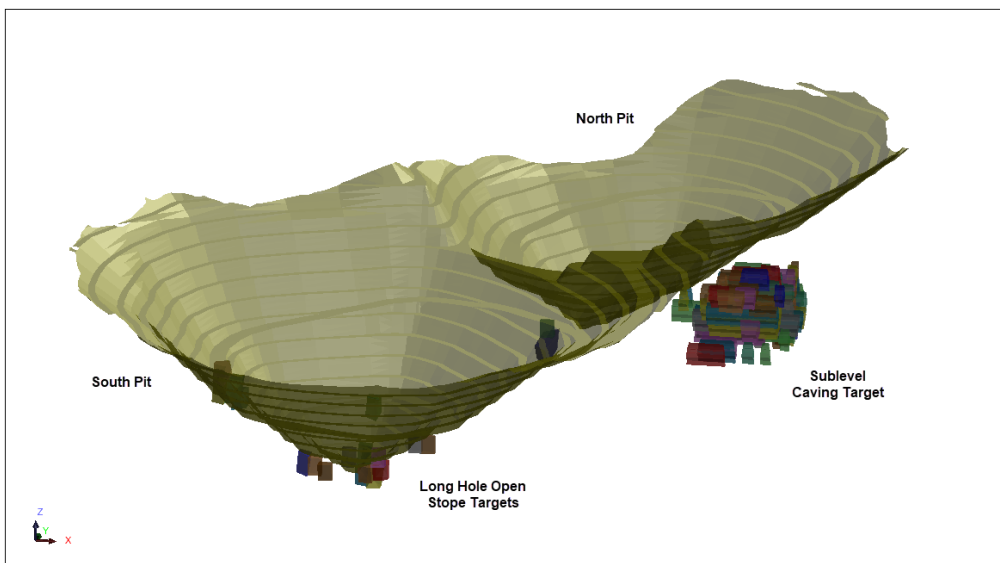 North Pit
South Pit
Sublevel
Caving Target
Long Hole Open
Stope Targets
Z
Y
X